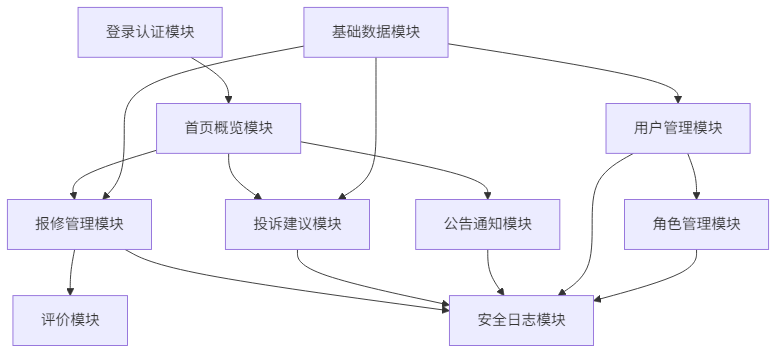 登录认证模块
基础数据模块
首页概览模块
用户管理模块
报修管理模块
投诉建议模块
公告通知模块
角色管理模块
评价模块
安全日志模块